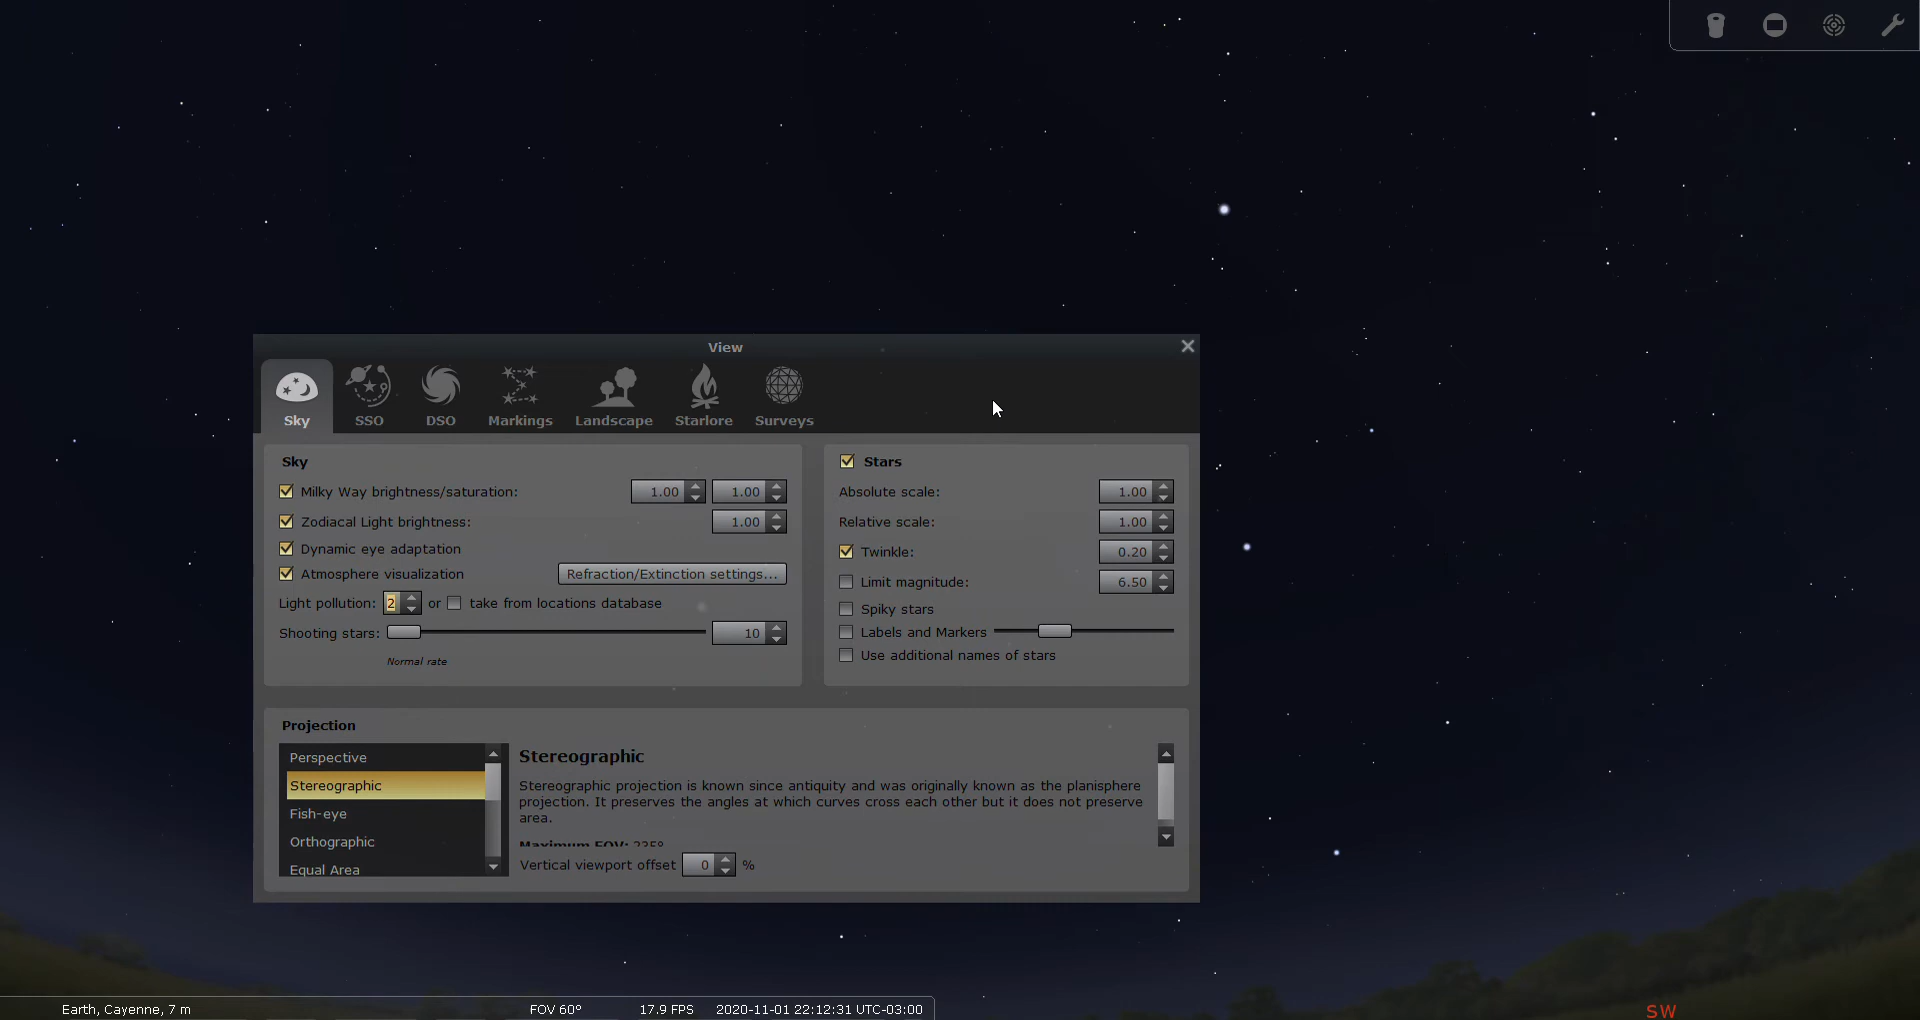 View
Sky SSO DSO Markings Landscape Starlore Surveys
Sky
Milky Way brightness/saturation: 1.00 1.00
Zodiacal Light brightness: 1.00
Dynamic eye adaptation
Atmosphere visualization Refraction/Extinction settings...
Light pollution: 2 or take from locations database
Shooting stars: 10
Normal rate
Stars
Absolute scale: 1.00
Relative scale: 1.00
Twinkle: 0.20
Limit magnitude: 6.50
Spiky stars
Labels and Markers
Use additional names of stars
Projection
Perspective
Stereographic
Fish-eye
Orthographic
Equal Area
Stereographic
Stereographic projection is known since antiquity and was originally known as the planisphere
projection. It preserves the angles at which curves cross each other but it does not preserve
area.
Maximum FOV: 235°
Vertical viewport offset 0 %
Earth, Cayenne, 7 m FOV 60° 17.9 FPS 2020-11-01 22:12:31 UTC-03:00
SW